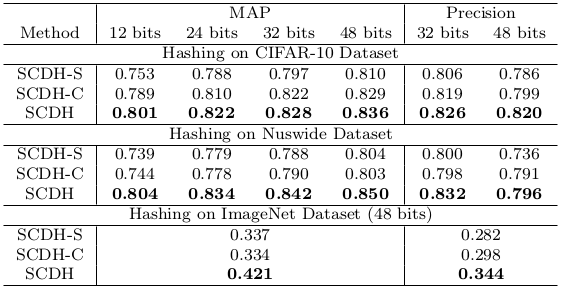 MAP Precision
Method 12 bits 24 bits 32 bits 48 bits 32 bits 48 bits
Hashing on CIFAR-10 Dataset
SCDH-S 0.753 0.788 0.797 0.810 0.806 0.786
SCDH-C 0.789 0.810 0.822 0.829 0.819 0.799
SCDH 0.801 0.822 0.828 0.836 0.826 0.820
Hashing on Nuswide Dataset
SCDH-S 0.739 0.779 0.788 0.804 0.800 0.736
SCDH-C 0.744 0.778 0.790 0.803 0.798 0.791
SCDH 0.804 0.834 0.842 0.850 0.832 0.796
Hashing on ImageNet Dataset (48 bits)
SCDH-S 0.337 0.282
SCDH-C 0.334 0.298
SCDH 0.421 0.344